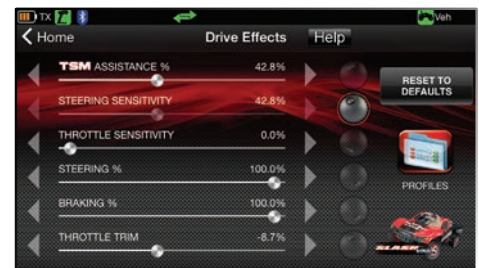 TX Veh
Home Drive Effects Help
TSM ASSISTANCE % 42.8%
STEERING SENSITIVITY 42.8%
THROTTLE SENSITIVITY 0.0%
STEERING % 100.0%
BRAKING % 100.0%
THROTTLE TRIM -8.7%
RESET TO
DEFAULTS
PROFILES
SLASH